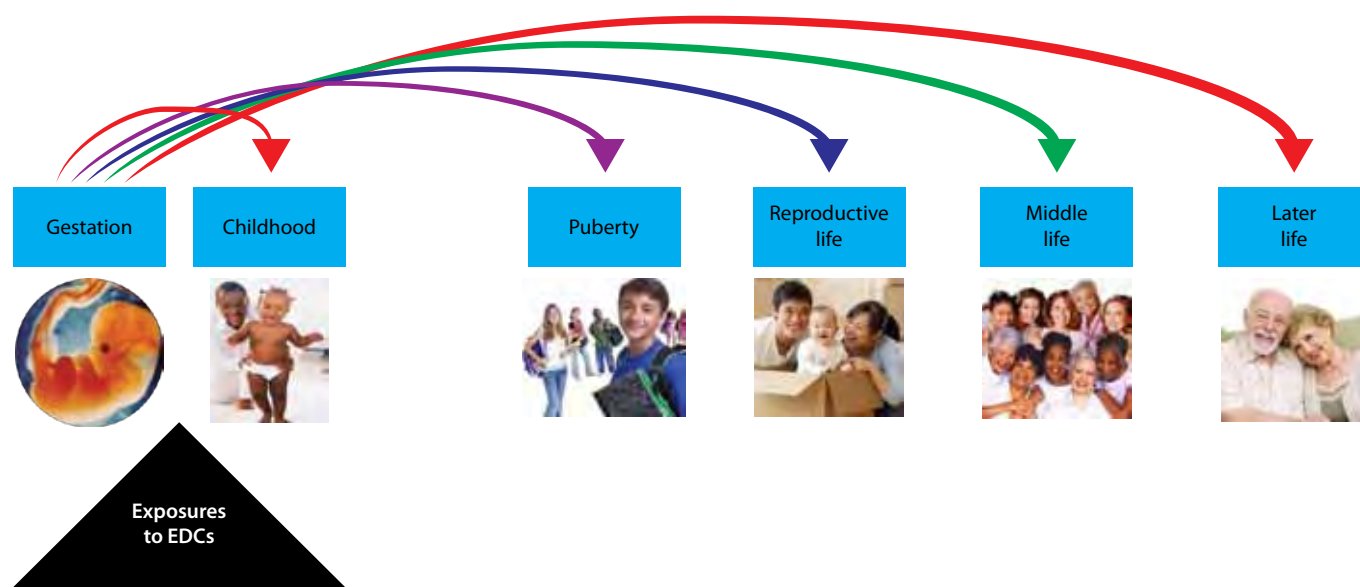 Gestation
Childhood
Puberty
Reproductive
life
Middle
life
Later
life
Exposures
to EDCs